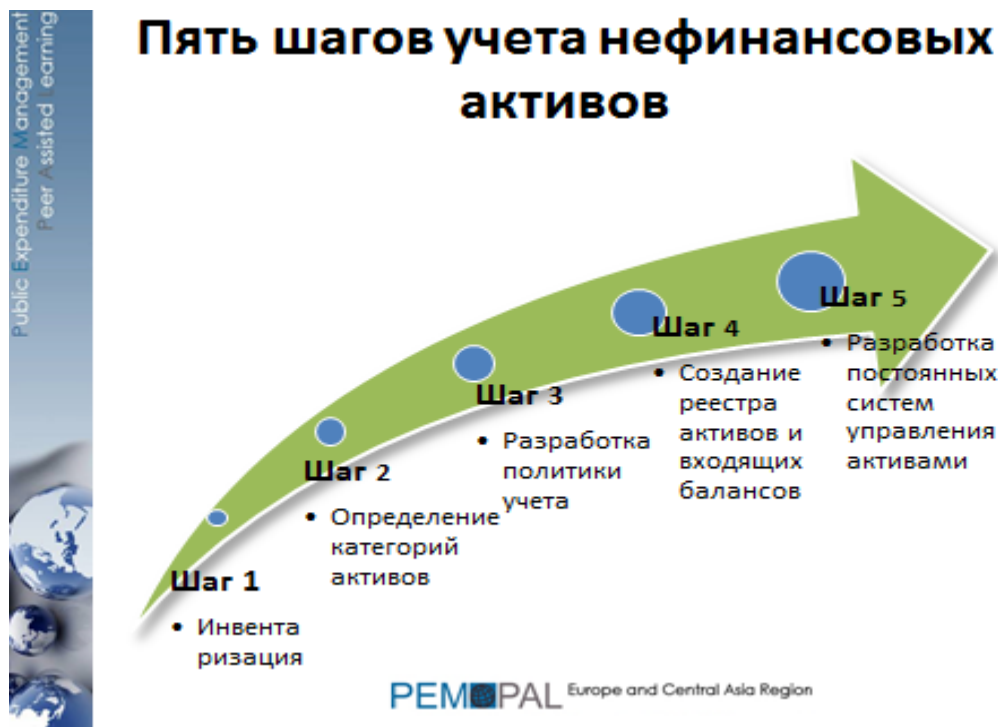 Public Expenditure Management
Peer Assisted Learning
Пять шагов учета нефинансовых
активов
Шаг 1
• Инвента
ризация
Шаг 2
• Определение
категорий
активов
Шаг 3
• Разработка
политики
учета
Шаг 4
• Создание
реестра
активов и
входящих
балансов
Шаг 5
• Разработка
постоянных
систем
управления
активами
PEMPAL Europe and Central Asia Region